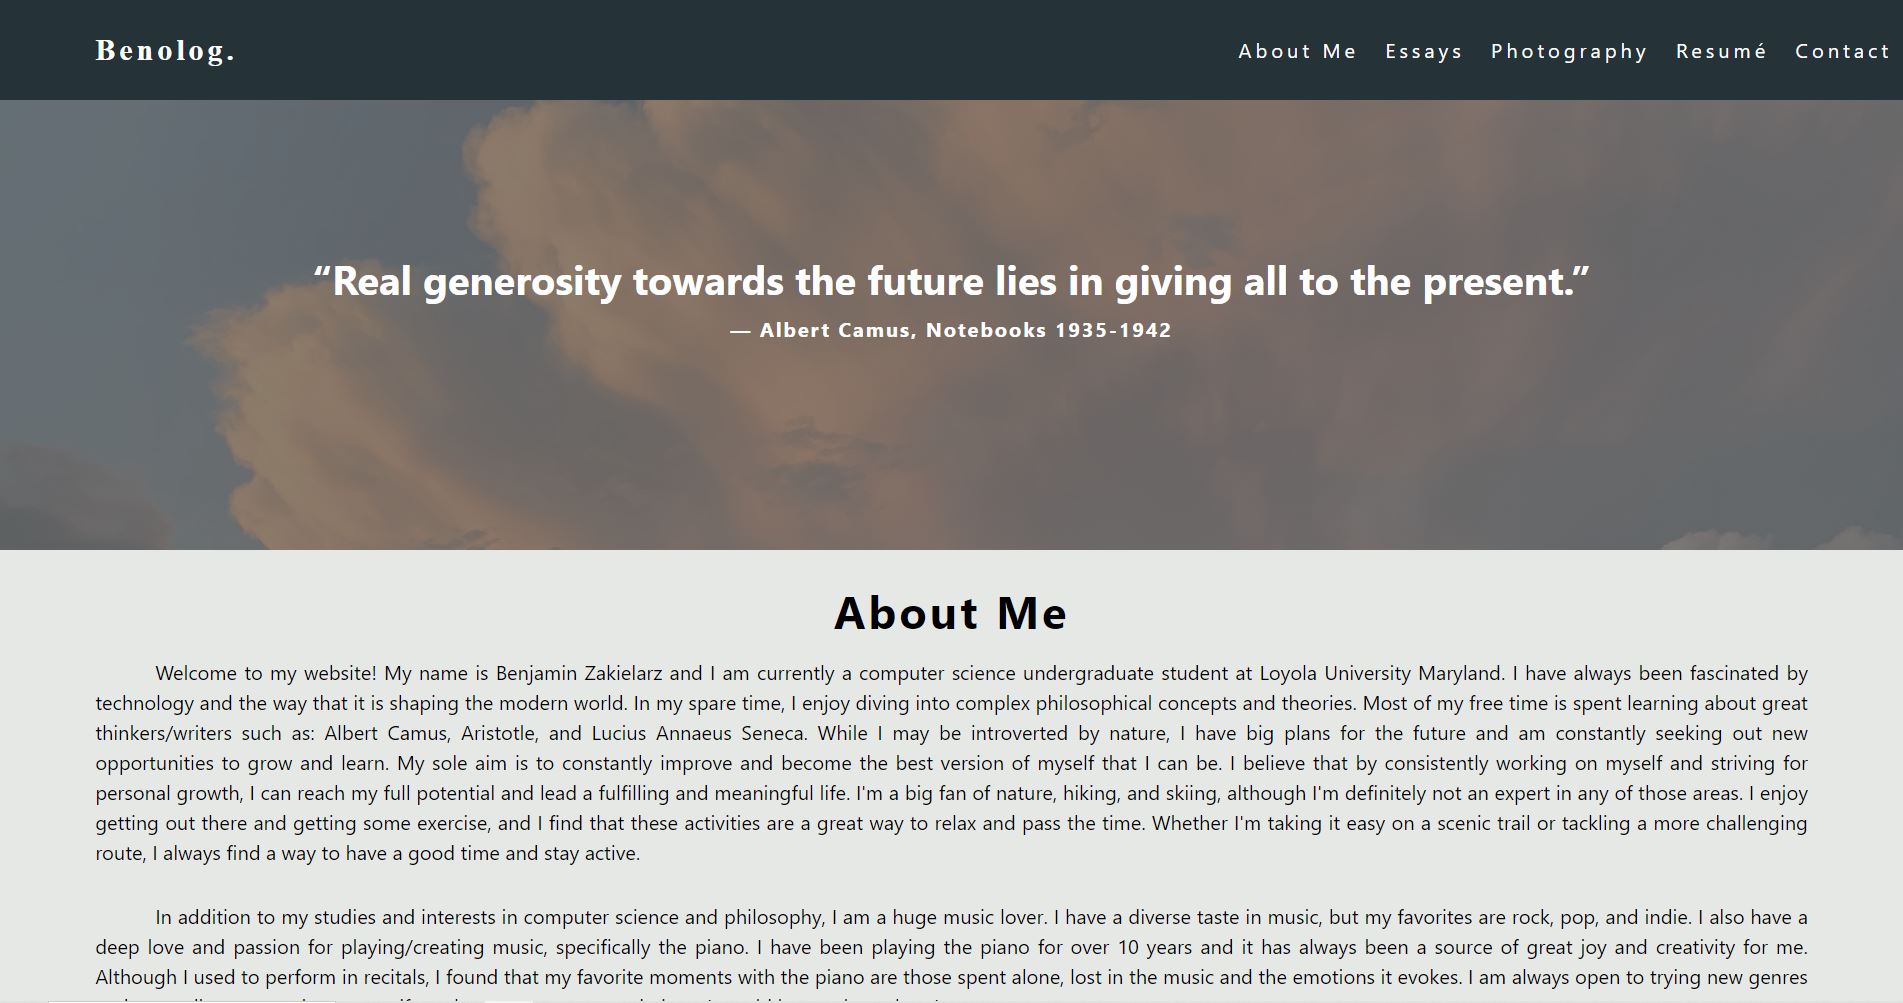 Benolog.
About Me Essays Photography Resumé Contact
“Real generosity towards the future lies in giving all to the present.”
— Albert Camus, Notebooks 1935-1942
About Me
Welcome to my website! My name is Benjamin Zakielarz and I am currently a computer science undergraduate student at Loyola University Maryland. I have always been fascinated by
technology and the way that it is shaping the modern world. In my spare time, I enjoy diving into complex philosophical concepts and theories. Most of my free time is spent learning about great
thinkers/writers such as: Albert Camus, Aristotle, and Lucius Annaeus Seneca. While I may be introverted by nature, I have big plans for the future and am constantly seeking out new
opportunities to grow and learn. My sole aim is to constantly improve and become the best version of myself that I can be. I believe that by consistently working on myself and striving for
personal growth, I can reach my full potential and lead a fulfilling and meaningful life. I'm a big fan of nature, hiking, and skiing, although I'm definitely not an expert in any of those areas. I enjoy
getting out there and getting some exercise, and I find that these activities are a great way to relax and pass the time. Whether I'm taking it easy on a scenic trail or tackling a more challenging
route, I always find a way to have a good time and stay active.
In addition to my studies and interests in computer science and philosophy, I am a huge music lover. I have a diverse taste in music, but my favorites are rock, pop, and indie. I also have a
deep love and passion for playing/creating music, specifically the piano. I have been playing the piano for over 10 years and it has always been a source of great joy and creativity for me.
Although I used to perform in recitals, I found that my favorite moments with the piano are those spent alone, lost in the music and the emotions it evokes. I am always open to trying new genres